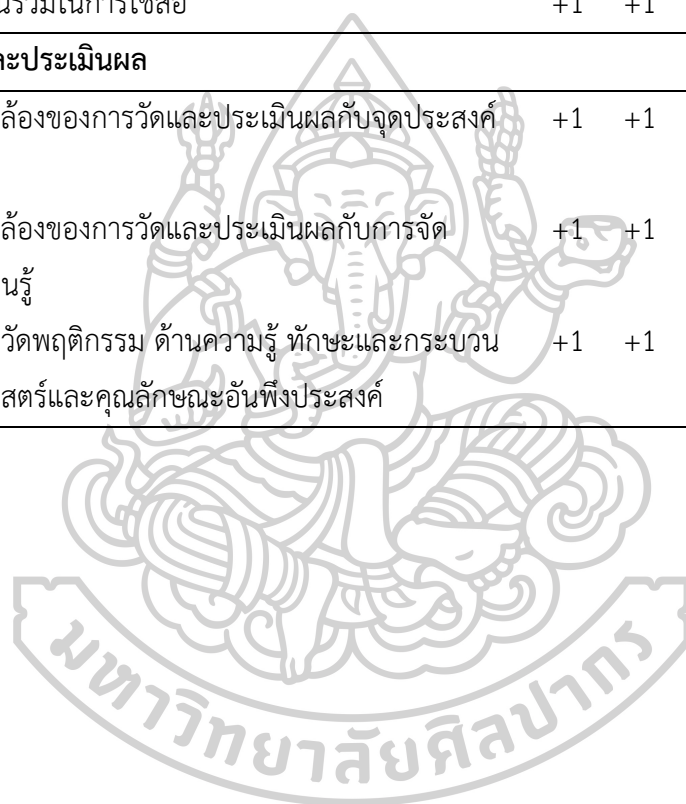 นร่วมในการใช้สื่อ +1 +1
ละประเมินผล
ล้องของการวัดและประเมินผลกับจุดประสงค์ +1 +1
ล้องของการวัดและประเมินผลกับการจัด +1 +1
นรู้
วัดพฤติกรรม ด้านความรู้ ทักษะและกระบวน +1 +1
สตร์และคุณลักษณะอันพึงประสงค์
มหาวิทยาลัยศิลปากร